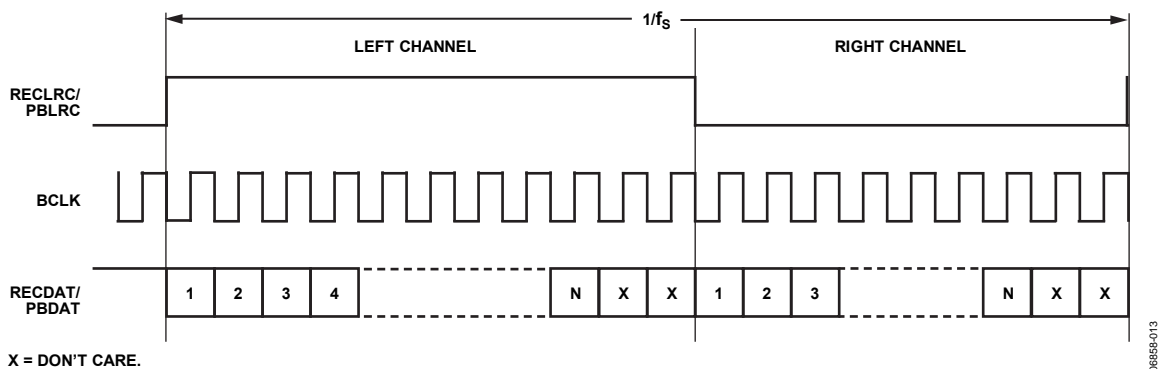 1/fS
LEFT CHANNEL
RIGHT CHANNEL
RECLRC/
PBLRC
BCLK
RECDAT/
PBDAT
1 2 3 4 N X X 1 2 3 N X X
X = DON'T CARE.
06858-013